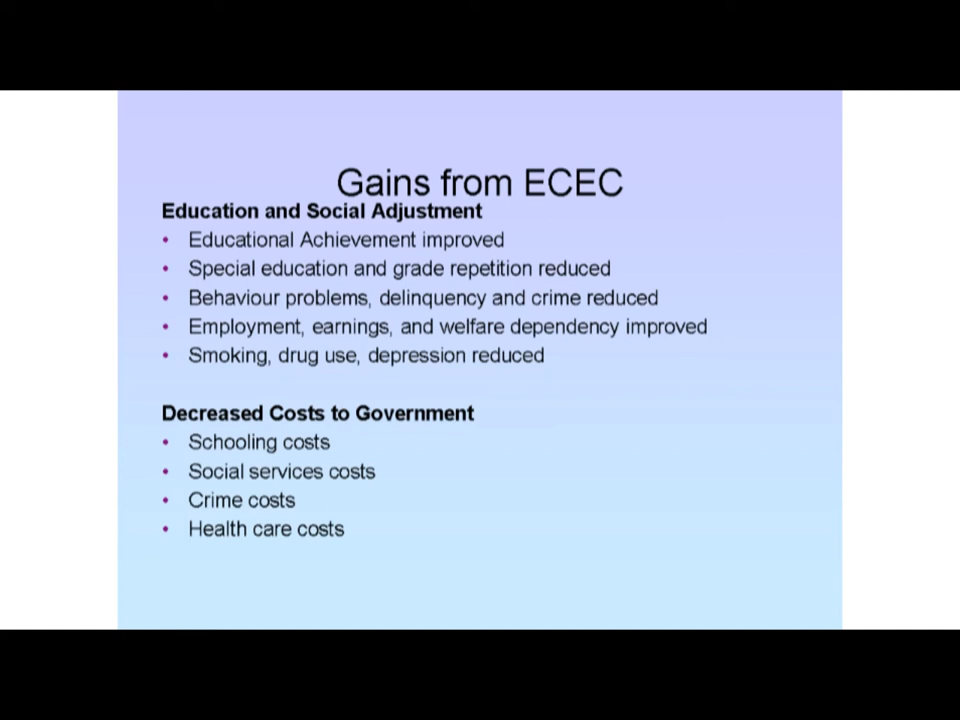 Gains from ECEC
Education and Social Adjustment
• Educational Achievement improved
• Special education and grade repetition reduced
• Behaviour problems, delinquency and crime reduced
• Employment, earnings, and welfare dependency improved
• Smoking, drug use, depression reduced
Decreased Costs to Government
• Schooling costs
• Social services costs
• Crime costs
• Health care costs